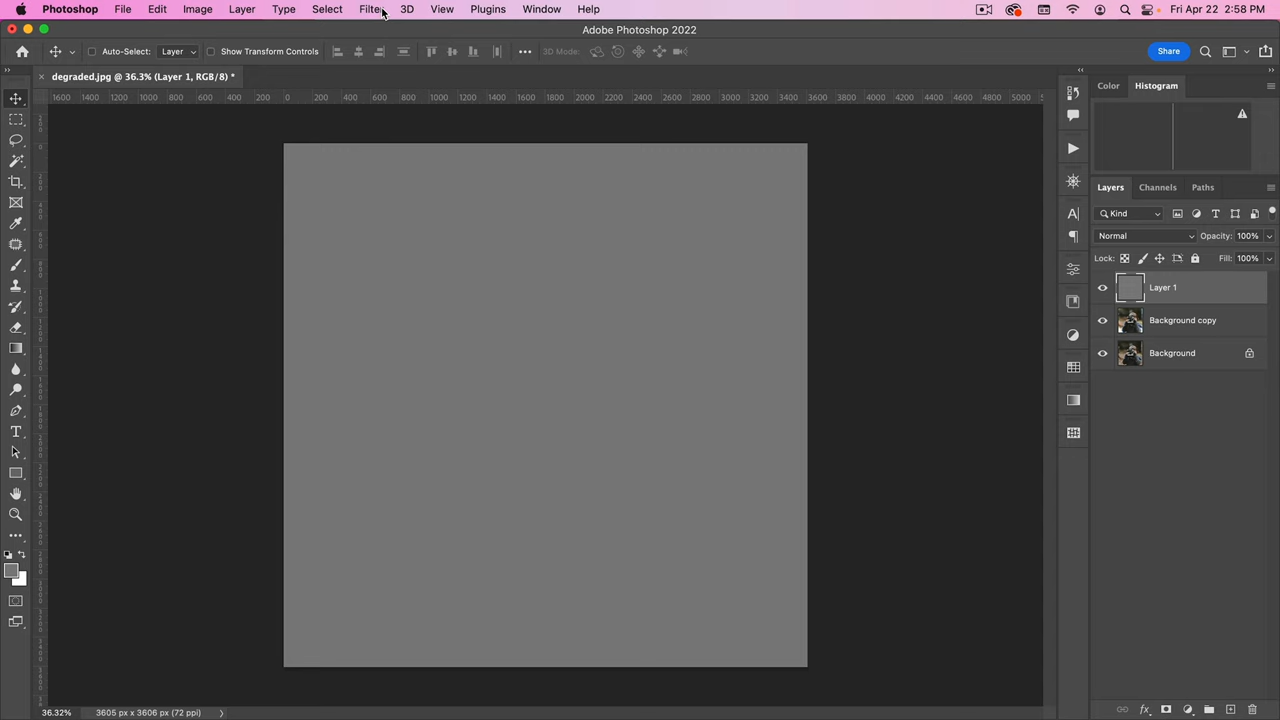 Photoshop File Edit Image Layer Type Select Filter 3D View Plugins Window Help Fri Apr 22 2:58 PM
Adobe Photoshop 2022
Auto-Select: Layer Show Transform Controls 3D Mode: Share
degraded.jpg @ 36.3% (Layer 1, RGB/8) *
Color Histogram
1600 1400 1200 1000 800 600 400 200 0 200 400 600 800 1000 1200 1400 1600 1800 2000 2200 2400 2600 2800 3000 3200 3400 3600 3800 4000 4200 4400 4600 4800 5000
Layers Channels Paths
Kind
Normal Opacity: 100%
Lock: Fill: 100%
Layer 1
Background copy
Background
36.32% 3605 px x 3606 px (72 ppi)